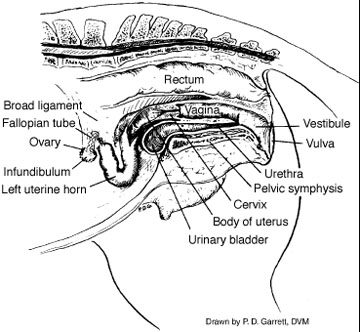 Rectum
Broad ligament
Vagina
Fallopian tube
Vestibule
Ovary
Vulva
Infundibulum
Urethra
Left uterine horn
Pelvic symphysis
Cervix
Body of uterus
Urinary bladder
Drawn by P. D. Garrett, DVM